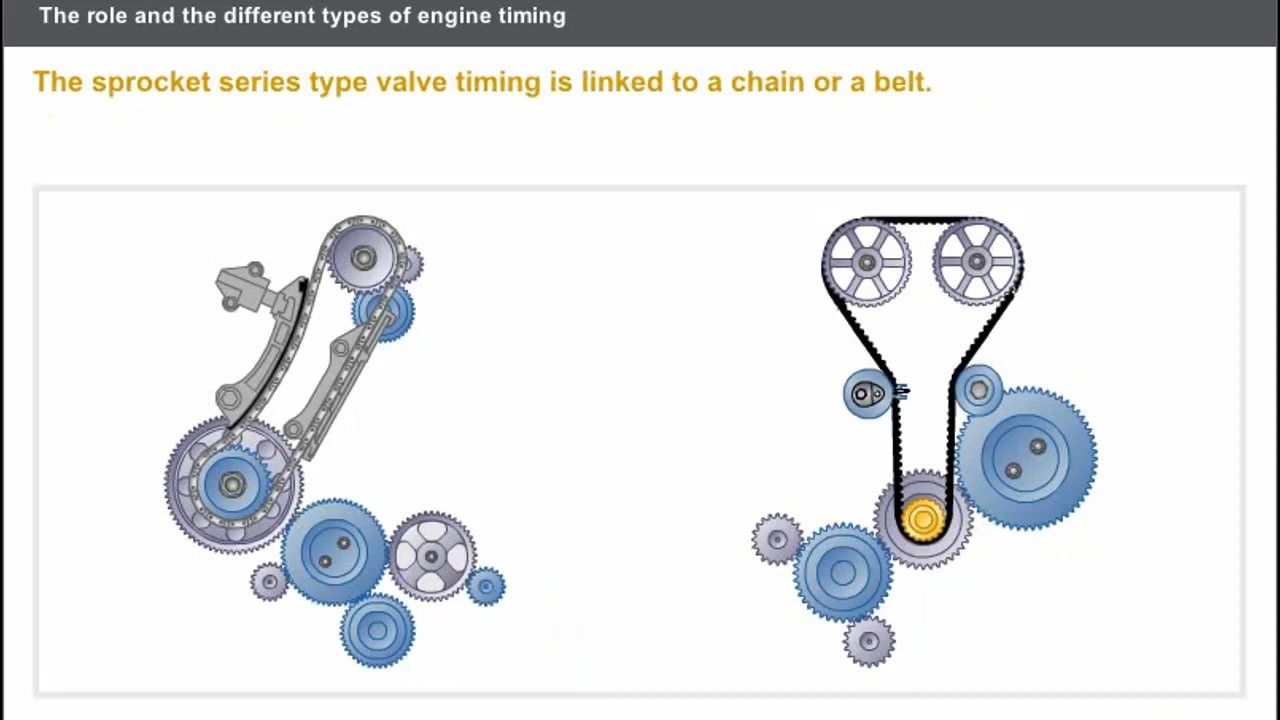 The role and the different types of engine timing
The sprocket series type valve timing is linked to a chain or a belt.